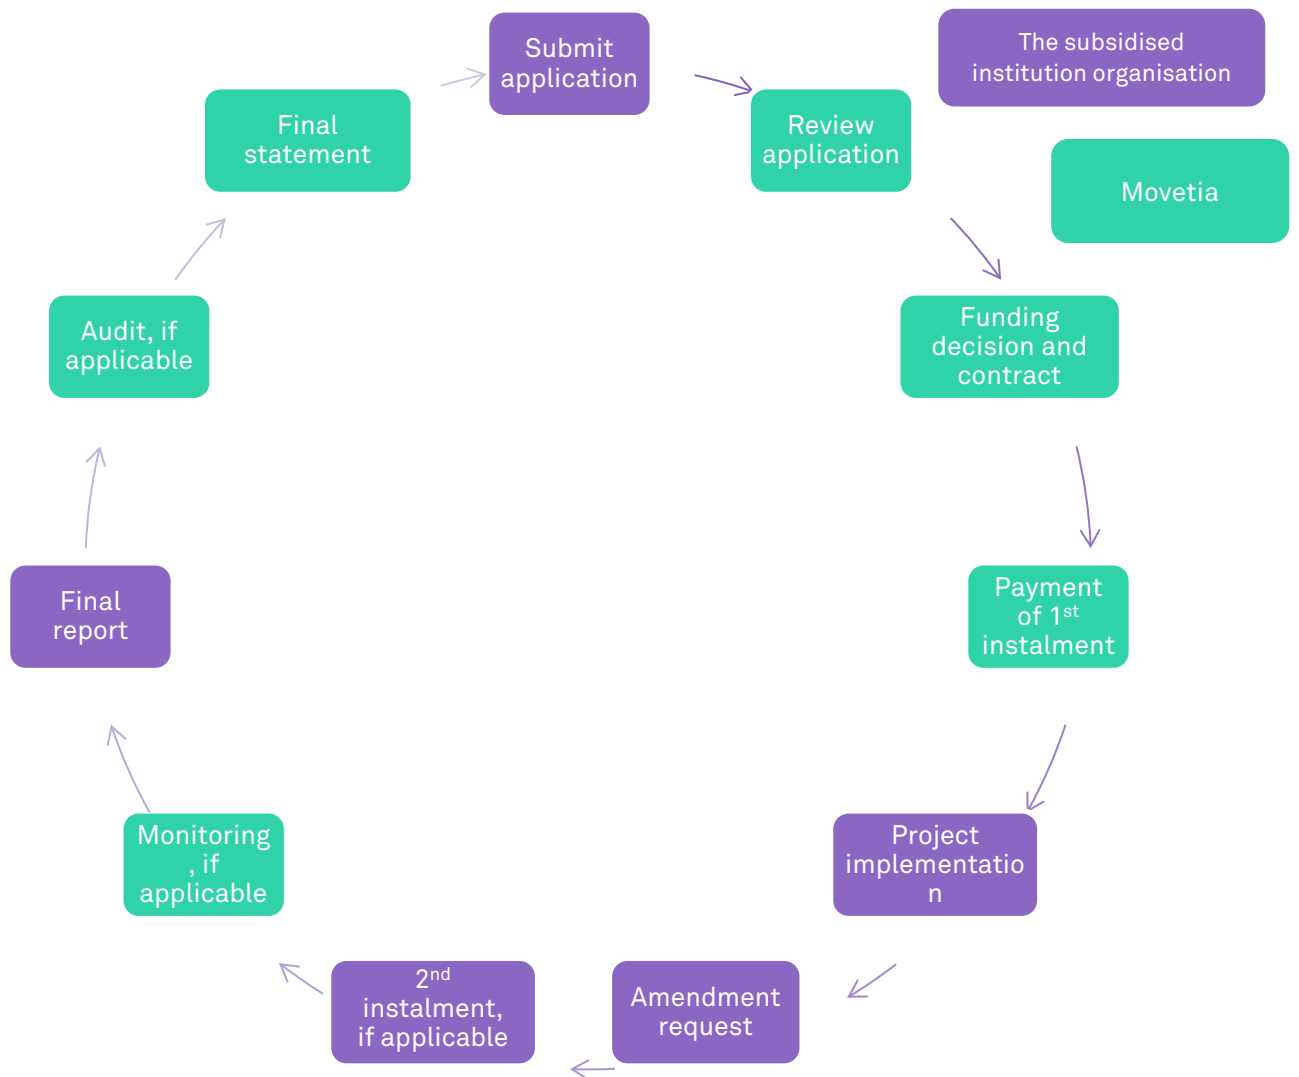 Submit
application
The subsidised
institution organisation
Review
application
Movetia
Funding
decision and
contract
Payment
of 1st
instalment
Project
implementatio
n
Amendment
request
2nd
instalment,
if applicable
Monitoring
, if
applicable
Final
report
Audit, if
applicable
Final
statement